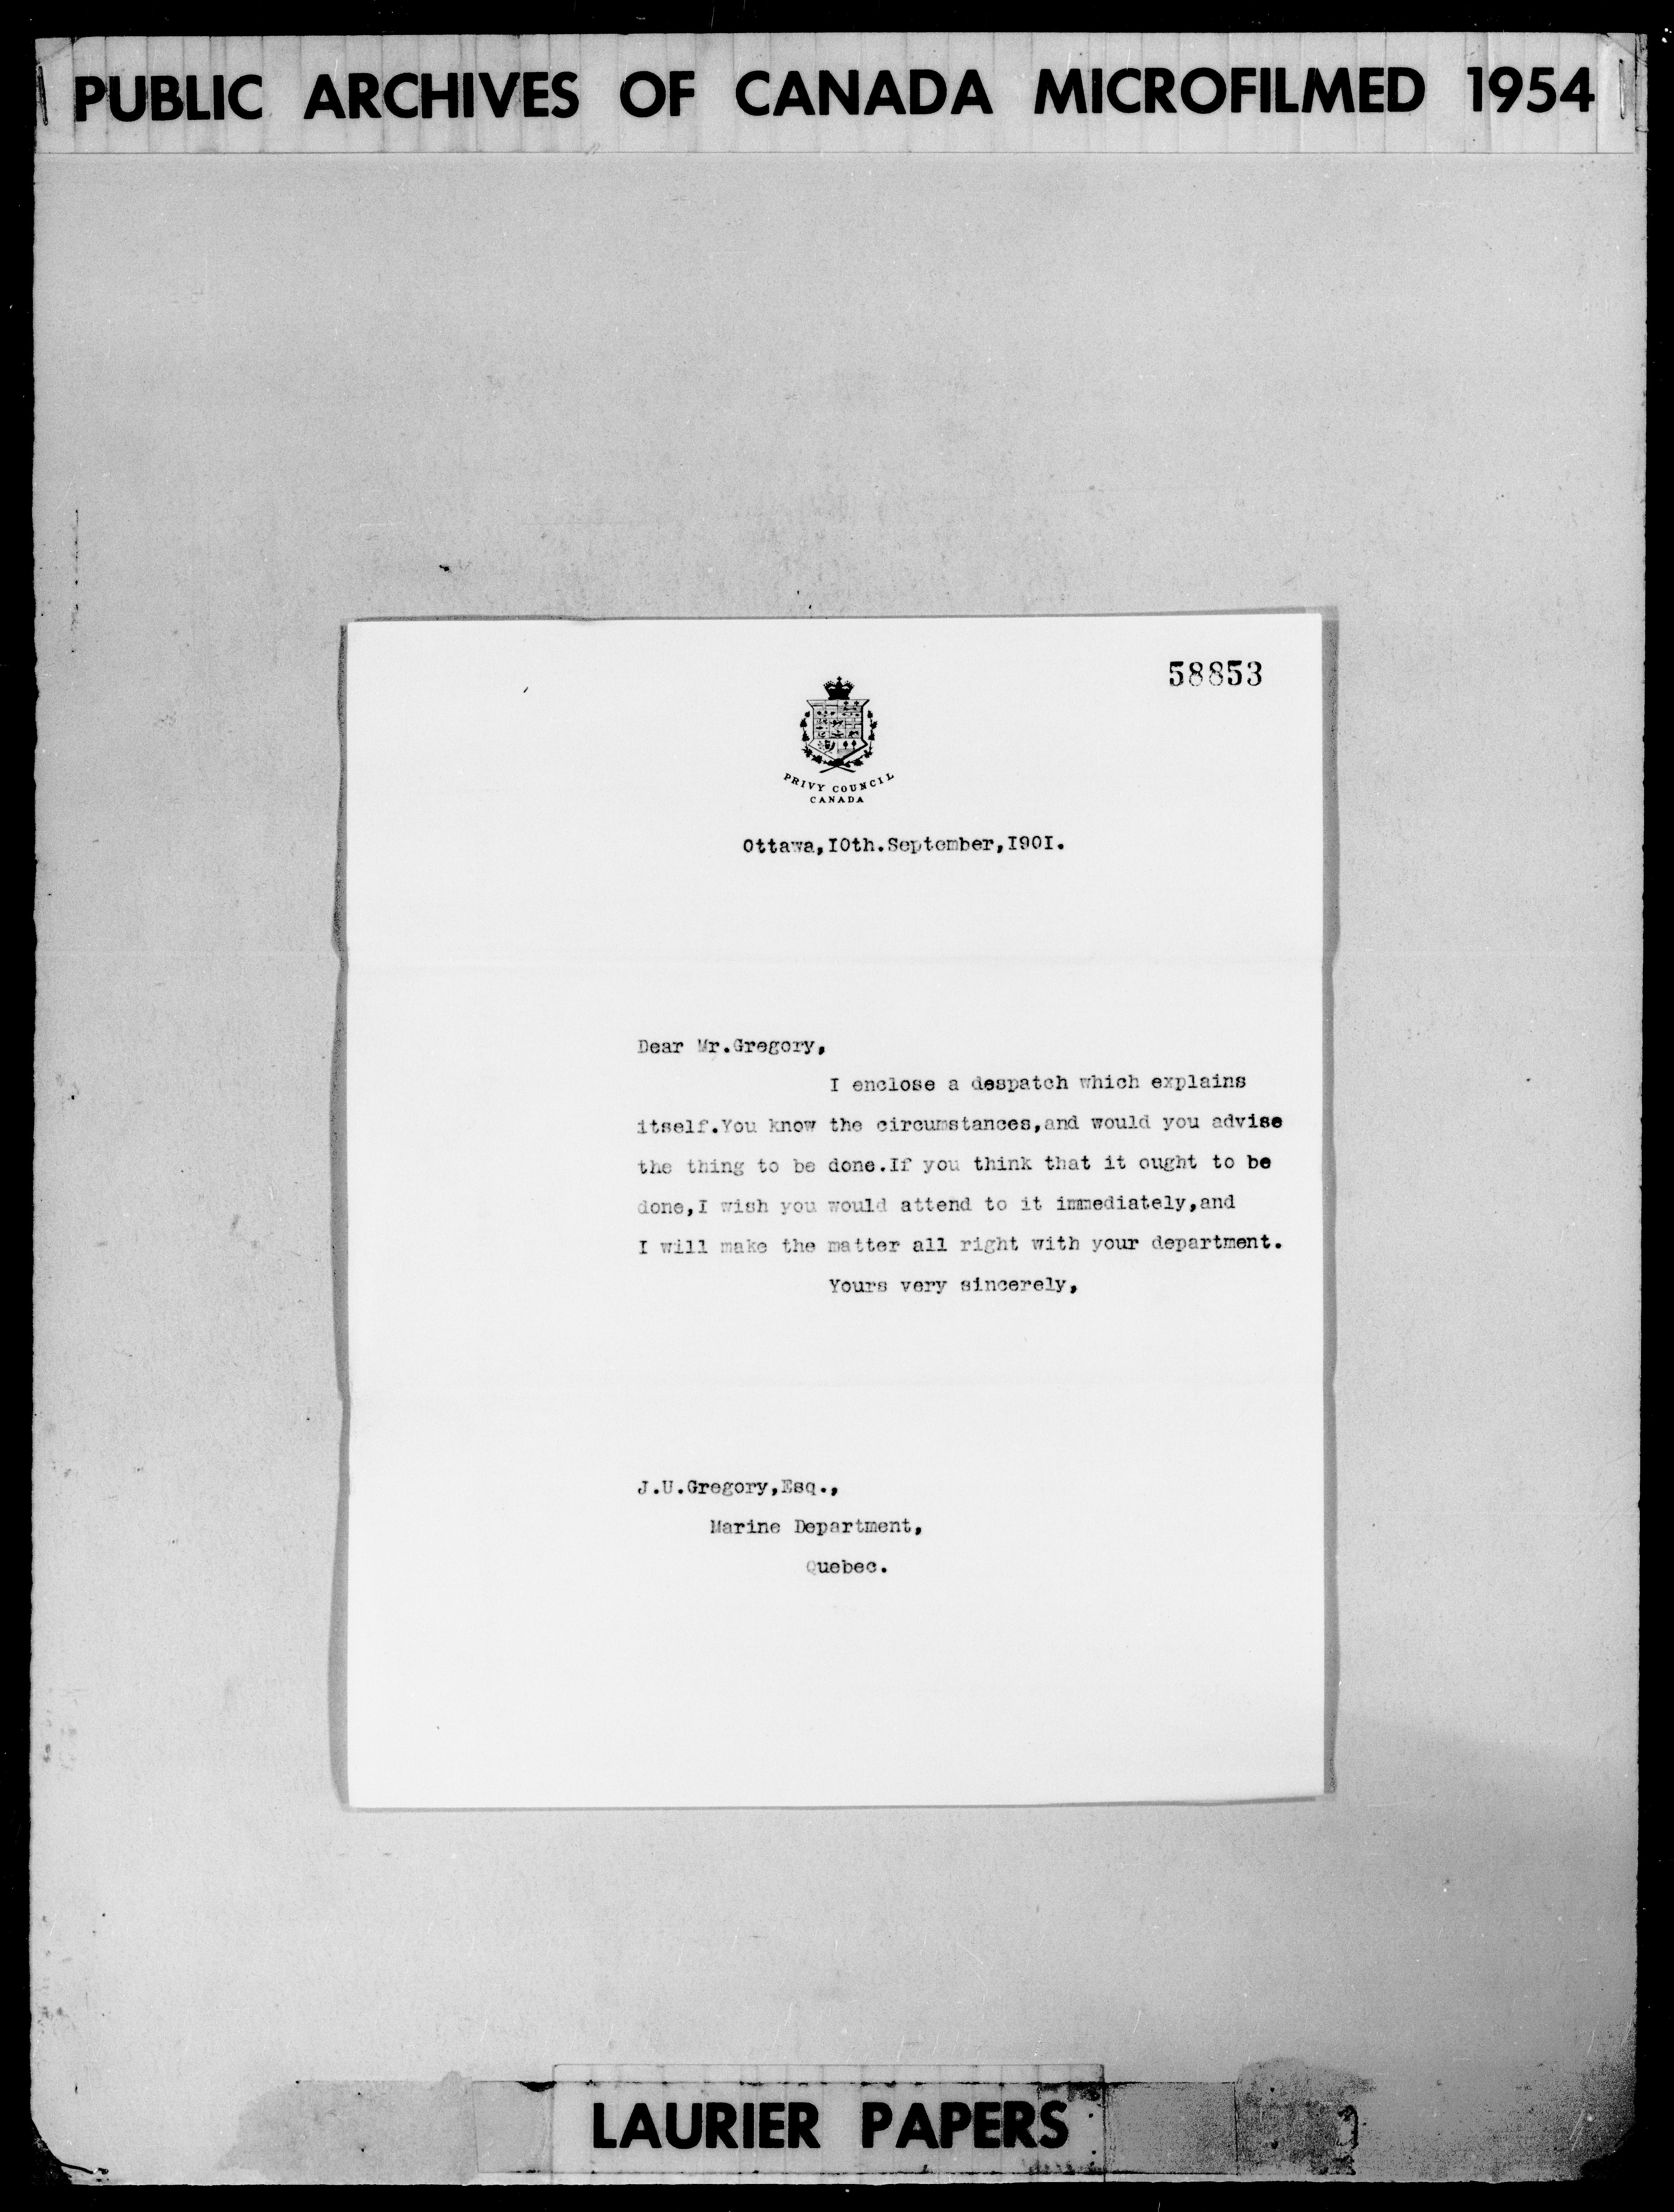 PUBLIC ARCHIVES OF CANADA MICROFILMED 1954
58853
PRIVY COUNCIL
CANADA
Ottawa,I0th.September,I90I.
Dear Mr.Gregory,
I enclose a despatch which explains
itself.You know the circumstances,and would you advise
the thing to be done.If you think that it ought to be
done,I wish you would attend to it immediately,and
I will make the matter all right with your department.
Yours very sincerely,
J.U.Gregory,Esq.,
Marine Department,
Quebec.
LAURIER PAPERS